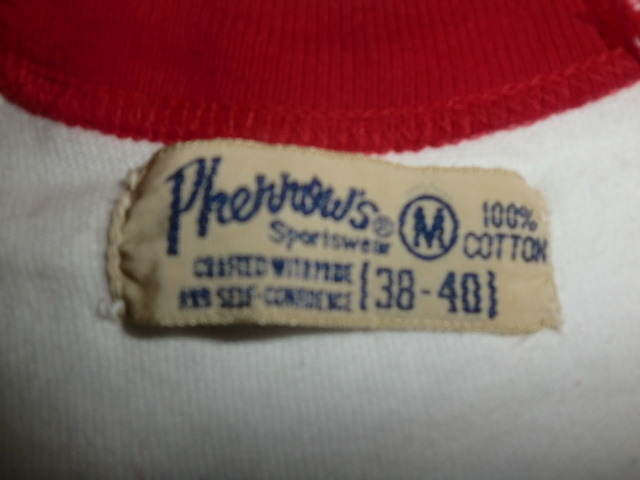 Pherrow's®
Sportswear
M
100%
COTTON
CRAFTED WITH PRIDE
AND SELF-CONFIDENCE
{38-40}